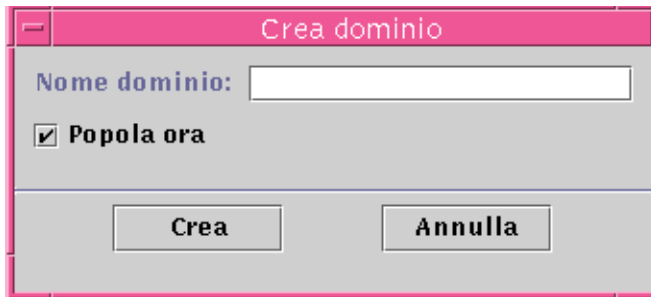 Crea dominio
Nome dominio:
Popola ora
Crea Annulla